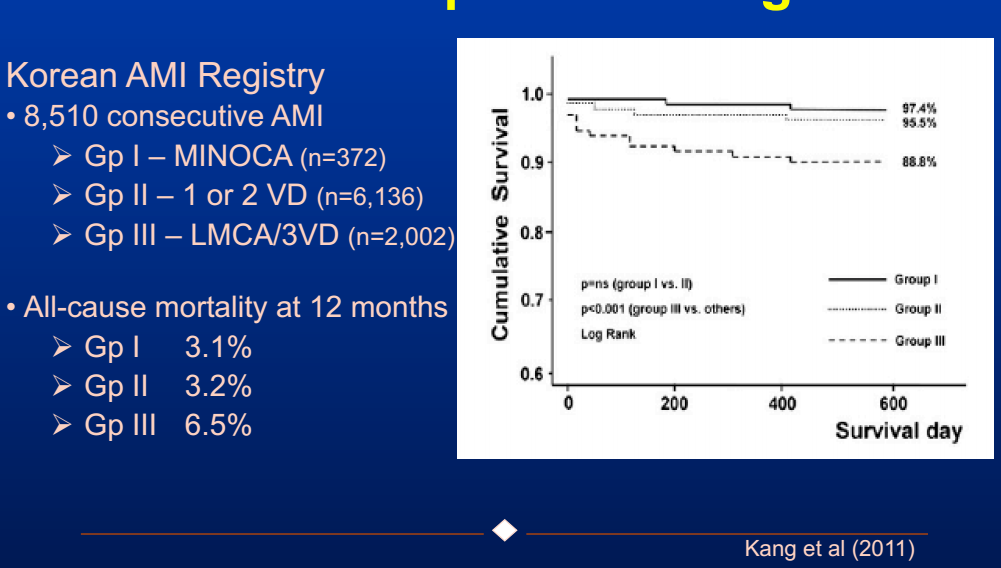 Korean AMI Registry
• 8,510 consecutive AMI
➢ Gp I – MINOCA (n=372)
➢ Gp II – 1 or 2 VD (n=6,136)
➢ Gp III – LMCA/3VD (n=2,002)
• All-cause mortality at 12 months
➢ Gp I 3.1%
➢ Gp II 3.2%
➢ Gp III 6.5%
Cumulative Survival
1.0
0.9
0.8
0.7
0.6
97.4%
95.5%
88.8%
p=ns (group I vs. II)
p<0.001 (group III vs. others)
Log Rank
Group I
Group II
Group III
0 200 400 600
Survival day
Kang et al (2011)